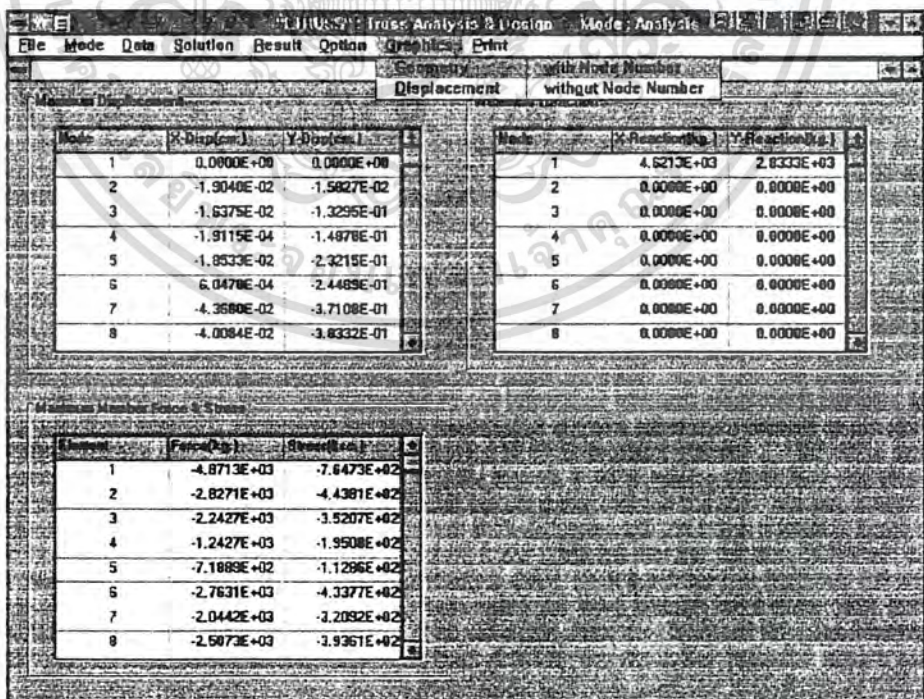 Truss Analysis & Design Mode: Analysis
File Mode Data Solution Result Option Graphics Print
Geometry with Node Number
Displacement without Node Number
Maximum Displacement
Node X-Disp(cm.) Y-Disp(cm.)
1 0.0000E+00 0.0000E+00
2 -1.9040E-02 -1.5827E-02
3 -1.6375E-02 -1.3295E-01
4 -1.9115E-04 -1.4878E-01
5 -1.8533E-02 -2.3215E-01
6 6.0470E-04 -2.4469E-01
7 -4.3680E-02 -3.7108E-01
8 -4.0084E-02 -3.8332E-01
Node X-Reaction(kg.) Y-Reaction(kg.)
1 4.6213E+03 2.8333E+03
2 0.0000E+00 0.0000E+00
3 0.0000E+00 0.0000E+00
4 0.0000E+00 0.0000E+00
5 0.0000E+00 0.0000E+00
6 0.0000E+00 0.0000E+00
7 0.0000E+00 0.0000E+00
8 0.0000E+00 0.0000E+00
Maximum Member Force & Stress
Element Force(kg.)
1 -4.8713E+03 -7.6473E+02
2 -2.8271E+03 -4.4381E+02
3 -2.2427E+03 -3.5207E+02
4 -1.2427E+03 -1.9508E+02
5 -7.1889E+02 -1.1286E+02
6 -2.7631E+03 -4.3377E+02
7 -2.0442E+03 -3.2092E+02
8 -2.5073E+03 -3.9361E+02